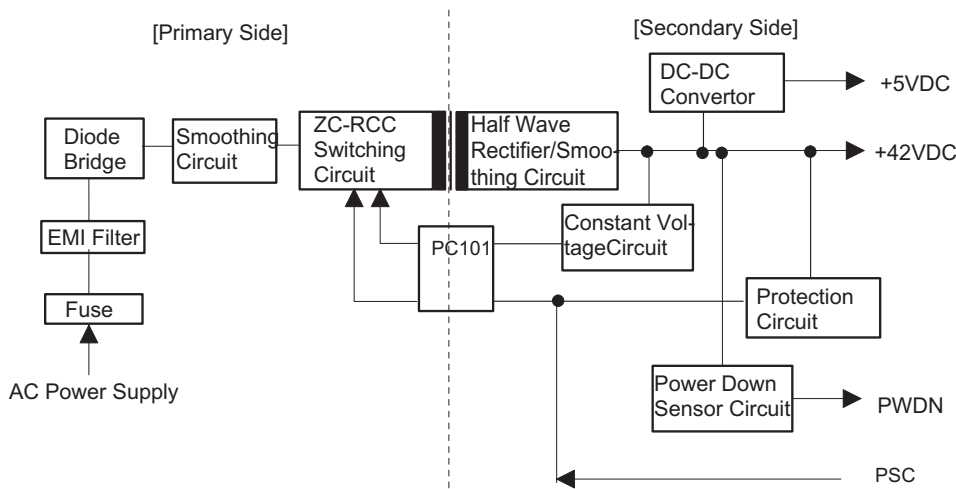 [Primary Side]
[Secondary Side]
DC-DC
Convertor
+5VDC
Diode
Bridge
Smoothing
Circuit
ZC-RCC
Switching
Circuit
Half Wave
Rectifier/Smoo-
thing Circuit
+42VDC
EMI Filter
PC101
Constant Vol-
tageCircuit
Fuse
Protection
Circuit
AC Power Supply
Power Down
Sensor Circuit
PWDN
PSC